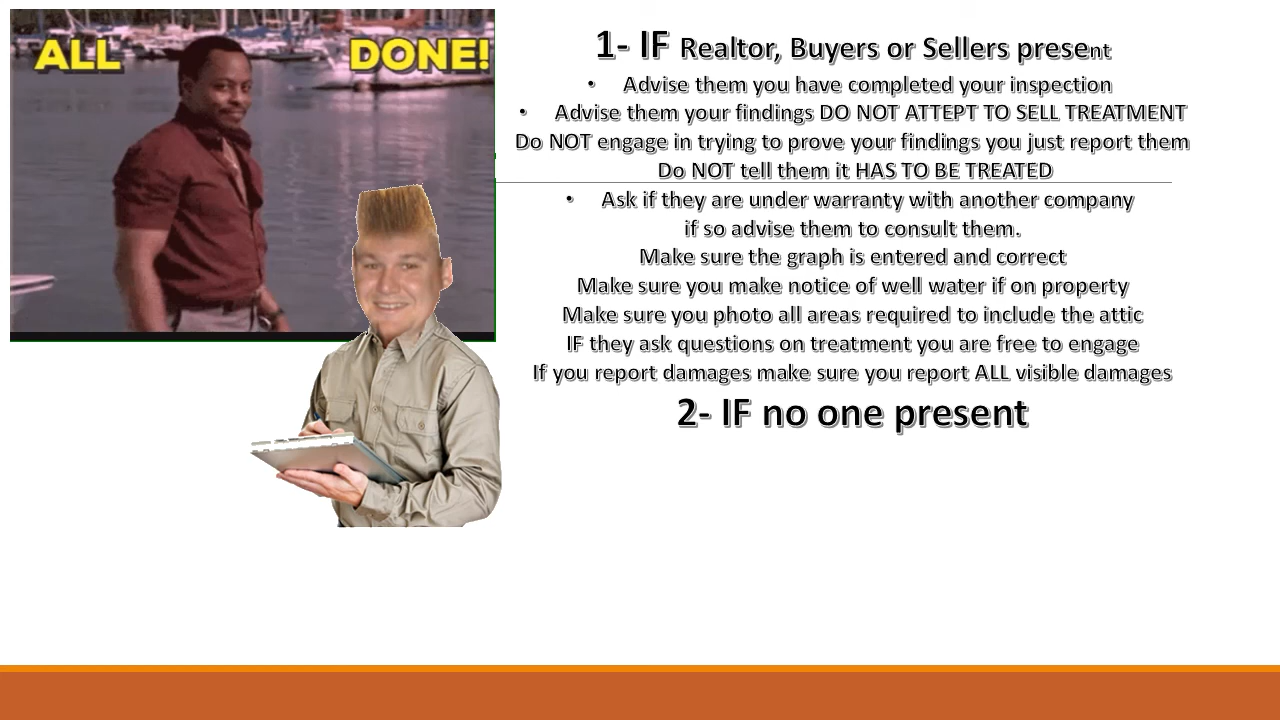 ALL DONE!
1- IF Realtor, Buyers or Sellers present
• Advise them you have completed your inspection
• Advise them your findings DO NOT ATTEPT TO SELL TREATMENT
Do NOT engage in trying to prove your findings you just report them
Do NOT tell them it HAS TO BE TREATED
• Ask if they are under warranty with another company
if so advise them to consult them.
Make sure the graph is entered and correct
Make sure you make notice of well water if on property
Make sure you photo all areas required to include the attic
IF they ask questions on treatment you are free to engage
If you report damages make sure you report ALL visible damages
2- IF no one present